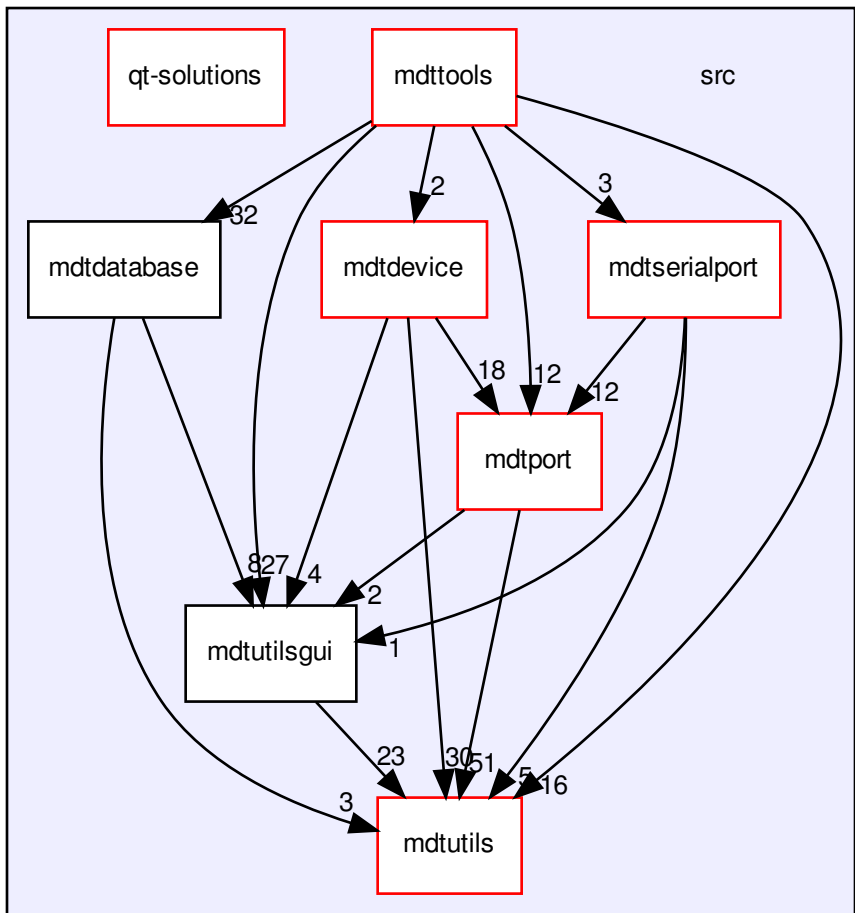 qt-solutions
mdttools
src
3
2
32
mdtdatabase
mdtdevice
mdtserialport
18
12
12
mdtport
8
27
4
2
1
mdtutilsgui
23
30
51
5
16
3
mdtutils